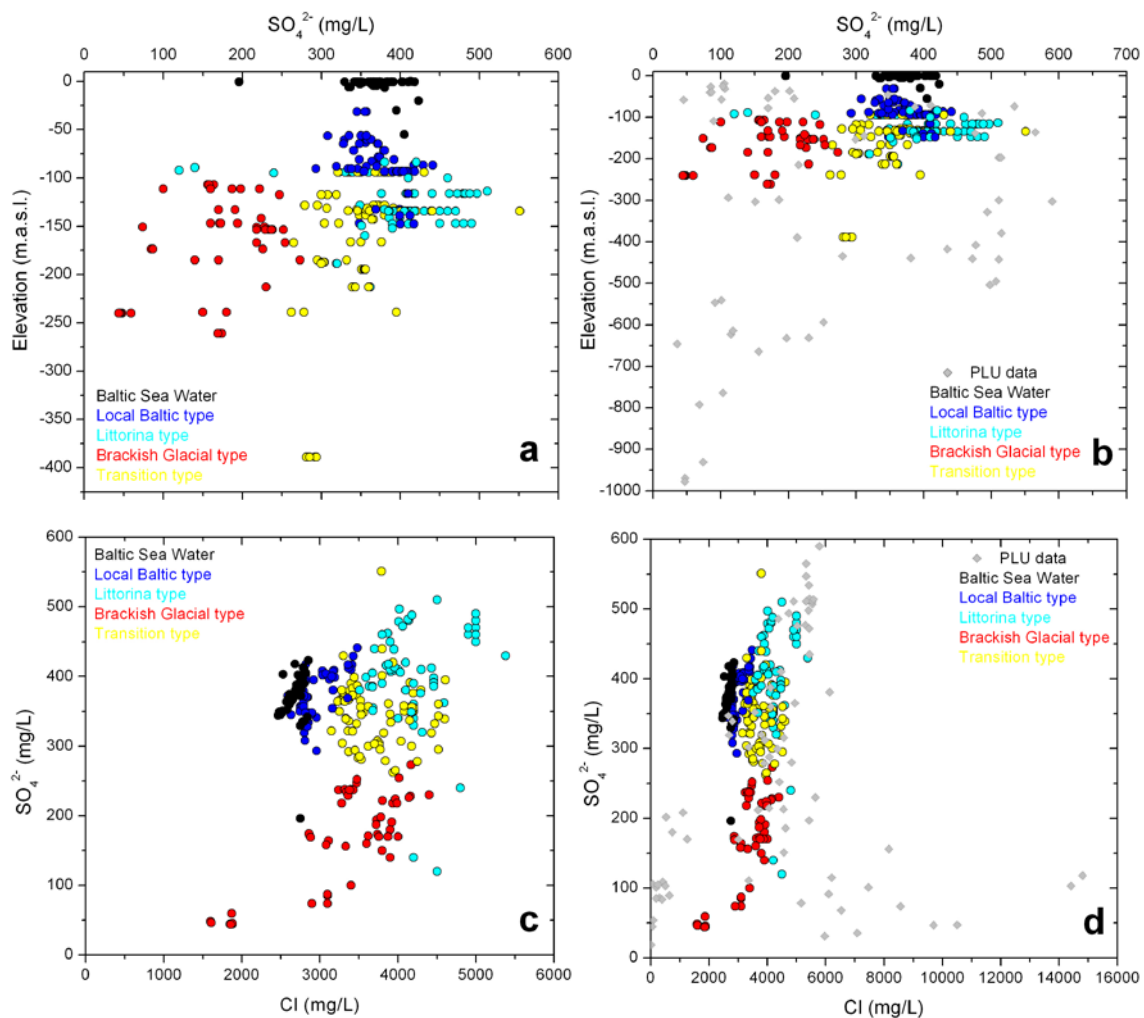 SO₄²⁻ (mg/L)
0 100 200 300 400 500 600
0
-50
-100
-150
-200
-250
-300
-350
-400
Elevation (m.a.s.l.)
Baltic Sea Water
Local Baltic type
Littorina type
Brackish Glacial type
Transition type
a
SO₄²⁻ (mg/L)
0 100 200 300 400 500 600 700
0
-100
-200
-300
-400
-500
-600
-700
-800
-900
-1000
Elevation (m.a.s.l.)
PLU data
Baltic Sea Water
Local Baltic type
Littorina type
Brackish Glacial type
Transition type
b
600
500
400
300
200
100
0
SO₄²⁻ (mg/L)
Baltic Sea Water
Local Baltic type
Littorina type
Brackish Glacial type
Transition type
c
0 1000 2000 3000 4000 5000 6000
Cl (mg/L)
600
500
400
300
200
100
0
SO₄²⁻ (mg/L)
PLU data
Baltic Sea Water
Local Baltic type
Littorina type
Brackish Glacial type
Transition type
d
0 2000 4000 6000 8000 10000 12000 14000 16000
Cl (mg/L)